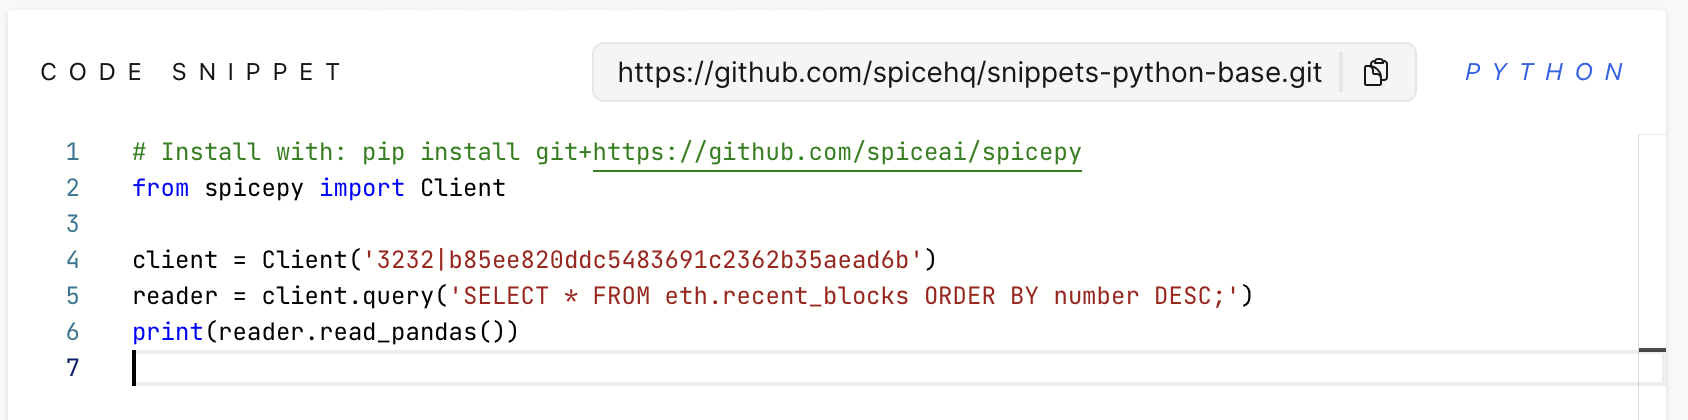 CODE SNIPPET
https://github.com/spicehq/snippets-python-base.git
PYTHON
1 # Install with: pip install git+https://github.com/spiceai/spicepy
2 from spicepy import Client
3
4 client = Client('3232|b85ee820ddc5483691c2362b35aead6b')
5 reader = client.query('SELECT * FROM eth.recent_blocks ORDER BY number DESC;')
6 print(reader.read_pandas())
7